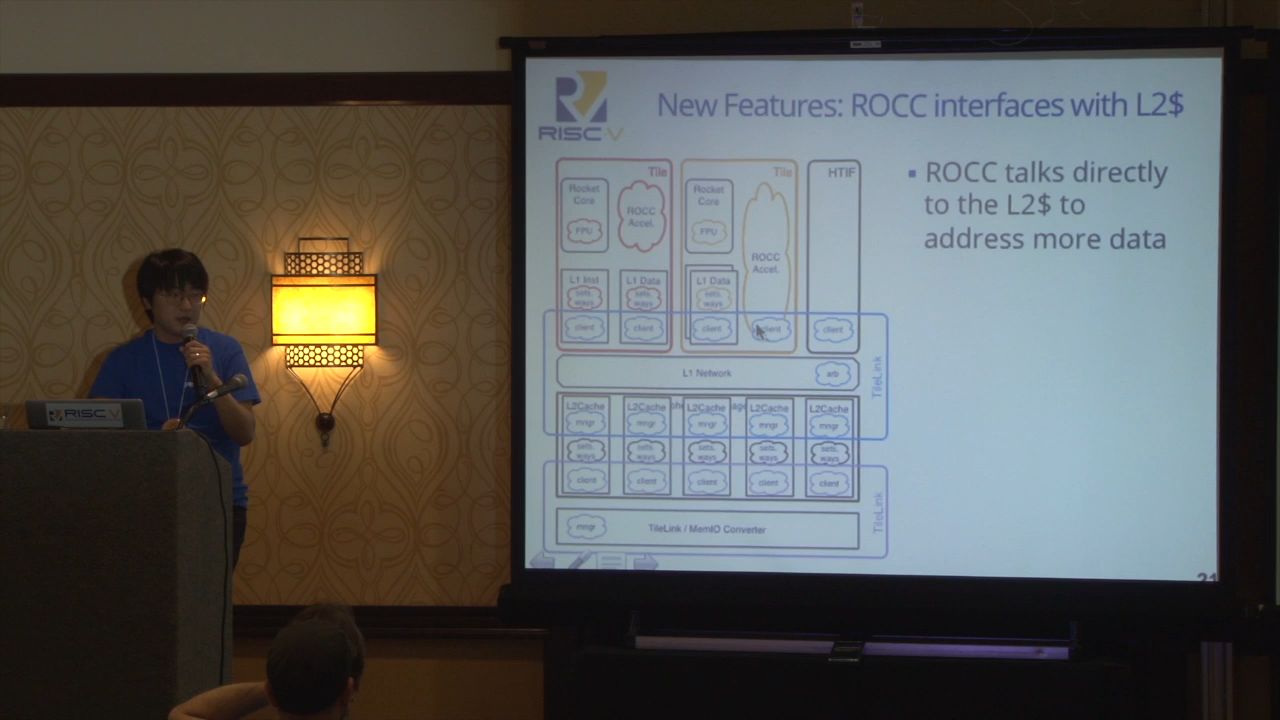 RISC-V
New Features: ROCC interfaces with L2$
▪ ROCC talks directly
to the L2$ to
address more data
Tile
Rocket
Core
FPU
ROCC
Accel.
L1 Inst
sets,
ways
client
L1 Data
sets,
ways
client
Tile
Rocket
Core
FPU
ROCC
Accel.
L1 Data
sets,
ways
client
client
HTIF
client
L1 Network
arb
TileLink
L2Cache
L2Cache
L2Cache
L2Cache
L2Cache
mngr
mngr
mngr
mngr
mngr
sets,
ways
sets,
ways
sets,
ways
sets,
ways
sets,
ways
client
client
client
client
client
TileLink
mngr
TileLink / MemIO Converter
21
RISC-V